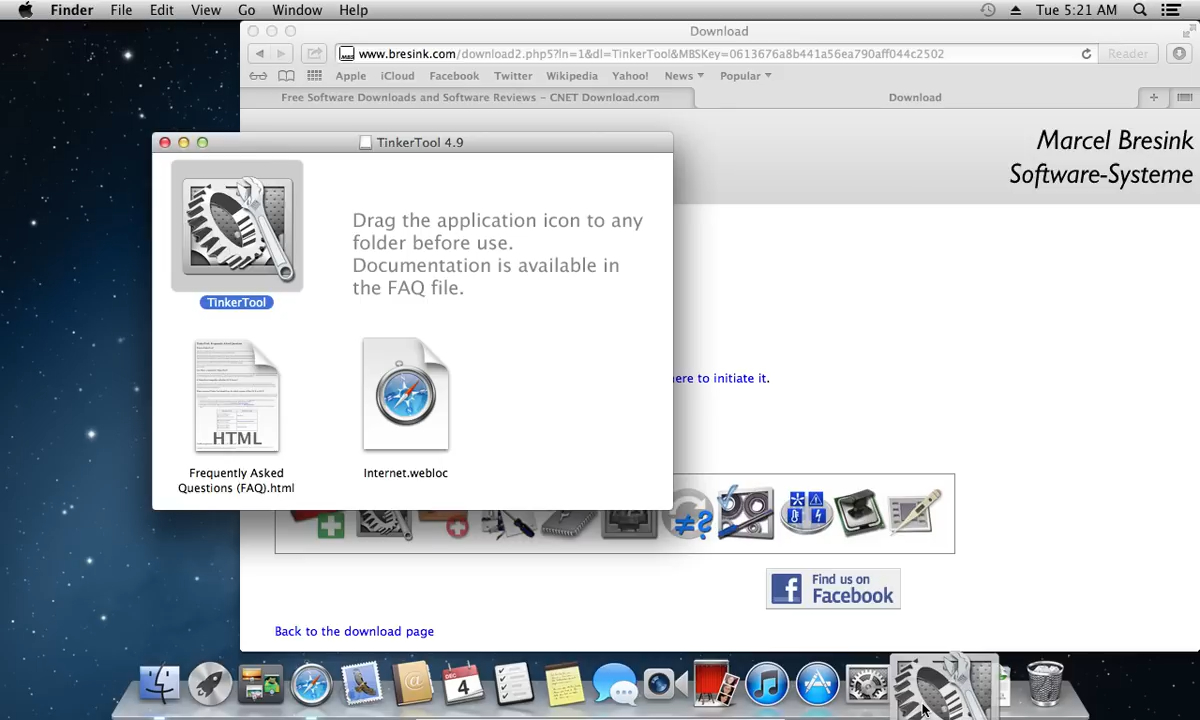 Finder File Edit View Go Window Help Tue 5:21 AM
Download
www.bresink.com/download2.php5?ln=1&dl=TinkerTool&MBSKey=0613676a8b441a56ea790aff044c2502 Reader
Apple iCloud Facebook Twitter Wikipedia Yahoo! News Popular
Free Software Downloads and Software Reviews – CNET Download.com Download
Marcel Bresink
Software-Systeme
TinkerTool 4.9
Drag the application icon to any
folder before use.
Documentation is available in
the FAQ file.
TinkerTool
HTML
Frequently Asked
Questions (FAQ).html
Internet.webloc
to initiate it.
Find us on
Facebook
Back to the download page
DEC
4